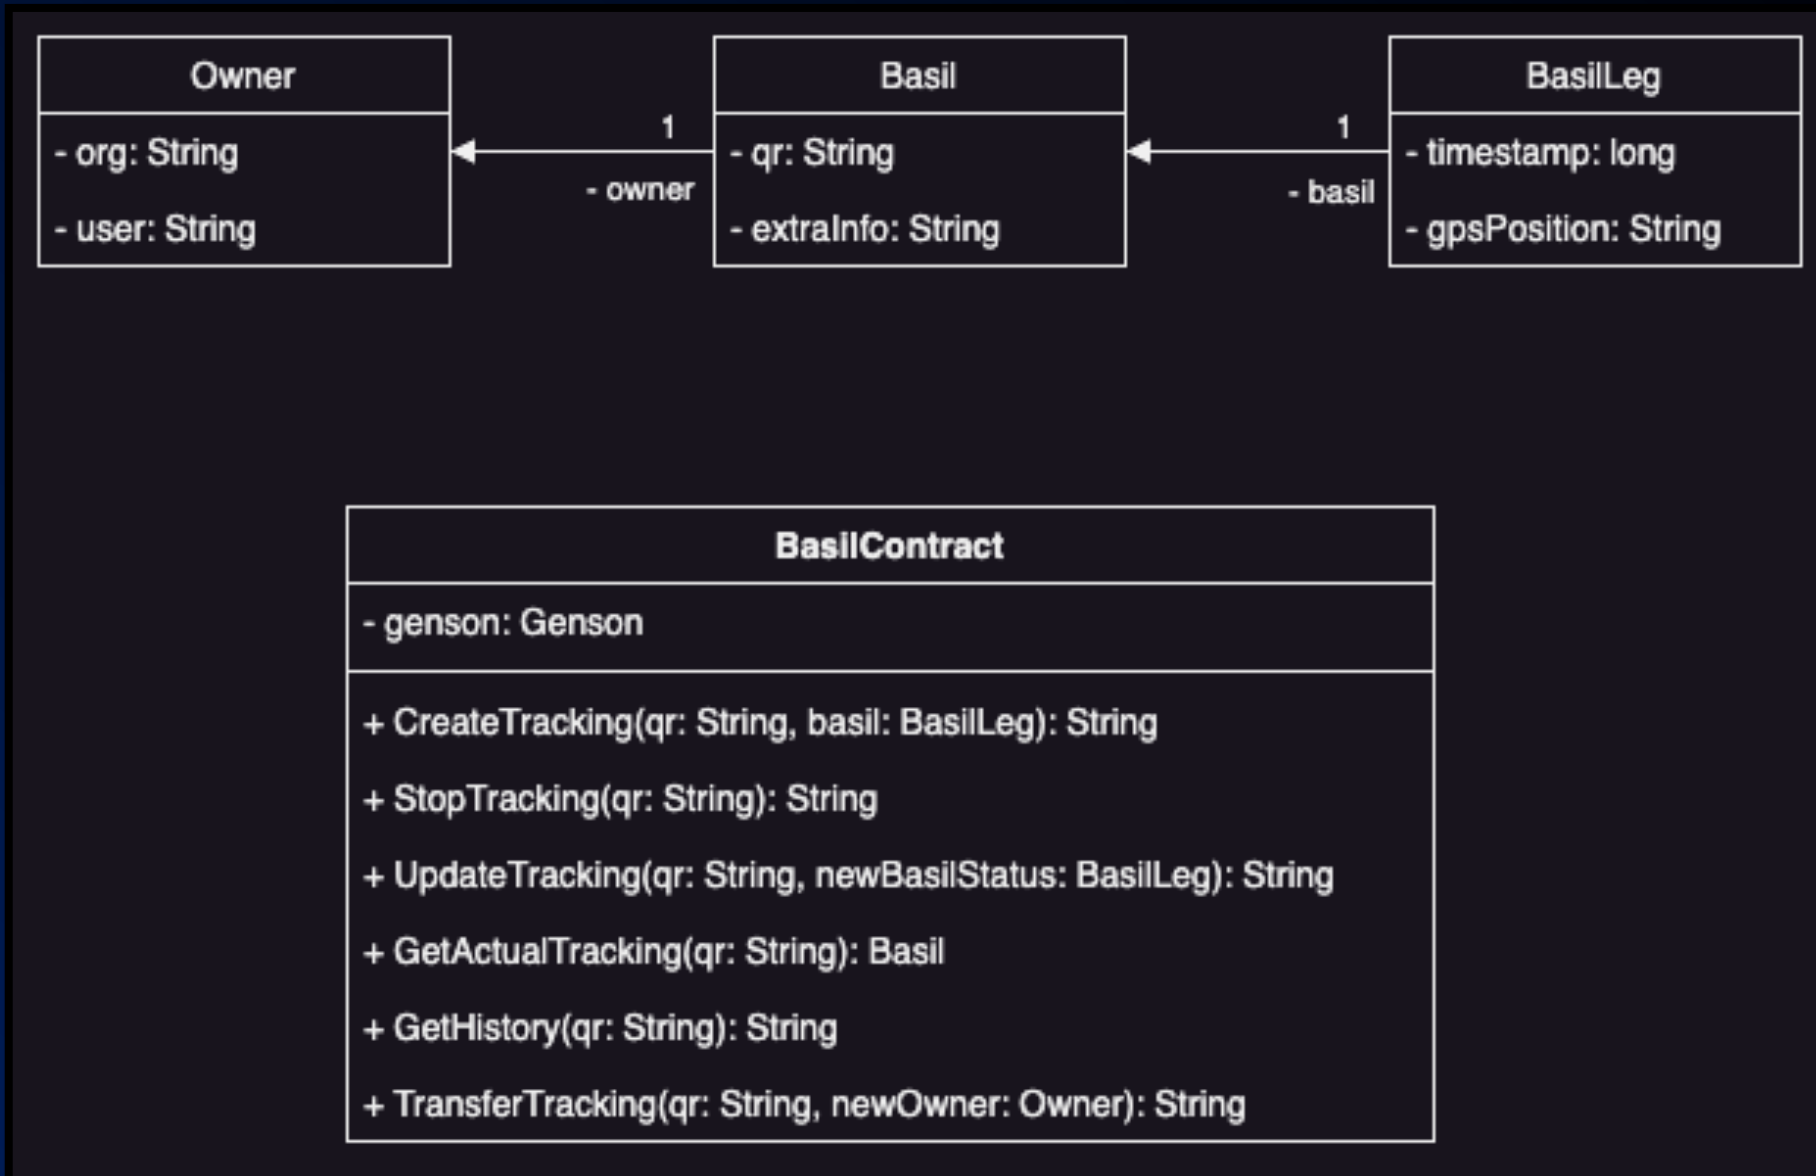 Owner
- org: String
- user: String
1
- owner
Basil
- qr: String
- extraInfo: String
1
- basil
BasilLeg
- timestamp: long
- gpsPosition: String
BasilContract
- genson: Genson
+ CreateTracking(qr: String, basil: BasilLeg): String
+ StopTracking(qr: String): String
+ UpdateTracking(qr: String, newBasilStatus: BasilLeg): String
+ GetActualTracking(qr: String): Basil
+ GetHistory(qr: String): String
+ TransferTracking(qr: String, newOwner: Owner): String